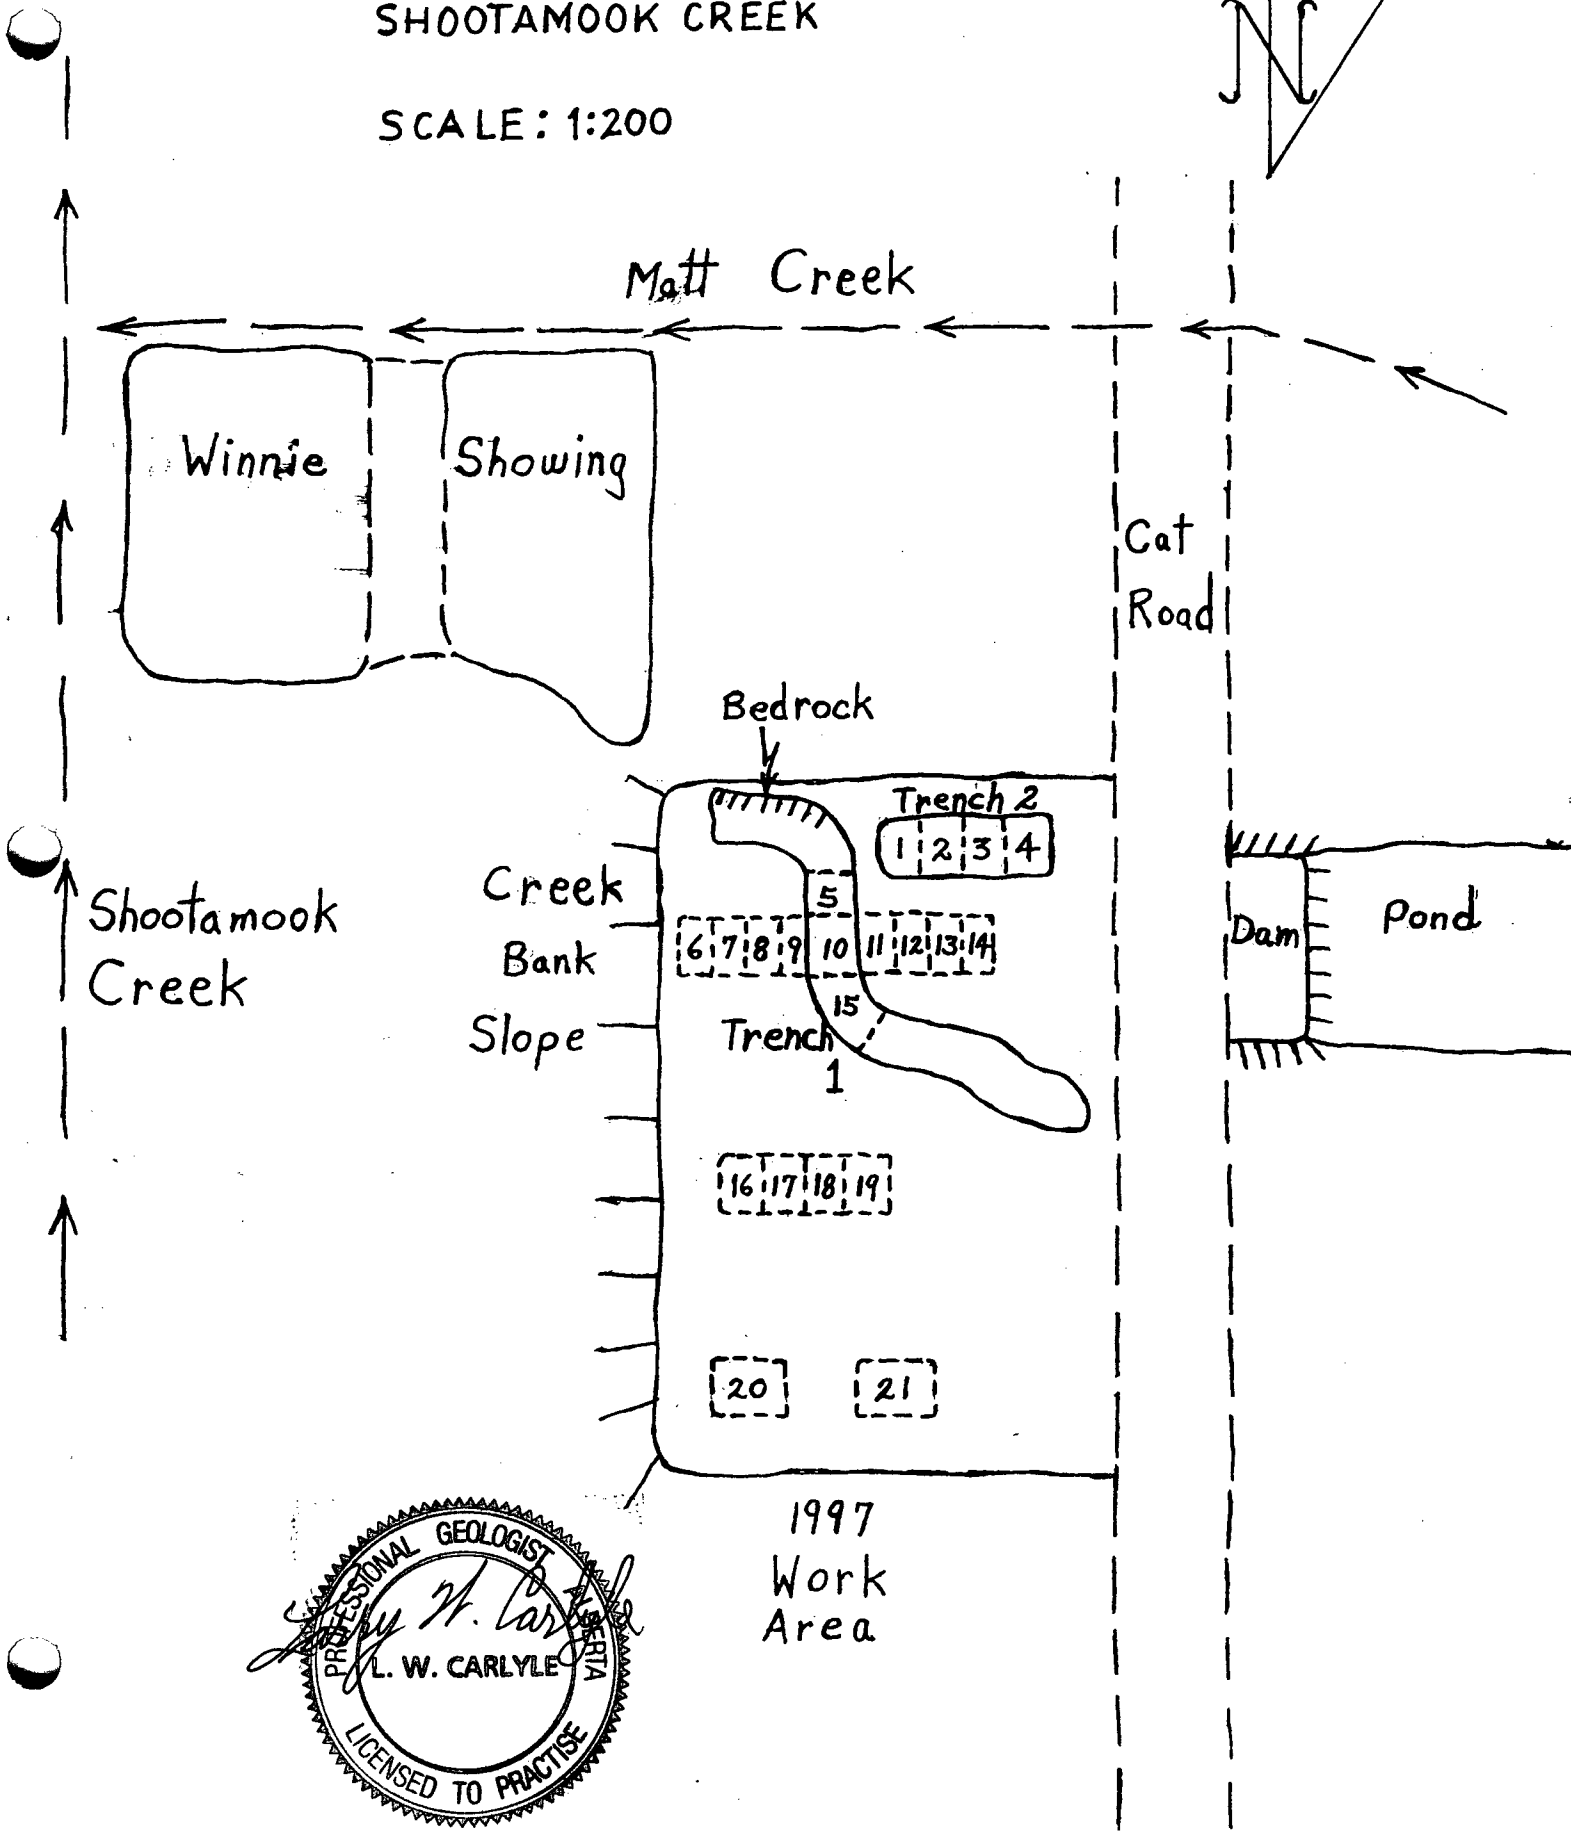 SHOOTAMOOK CREEK
N
SCALE: 1:200
Matt Creek
Winnie Showing
Cat
Road
Bedrock
Trench 2
1 2 3 4
Creek
Bank
Slope
5
6 7 8 9 10 11 12 13 14
15
Trench
1
Shootamook
Creek
Dam
Pond
16 17 18 19
20 21
1997
Work
Area
PROFESSIONAL GEOLOGIST ALBERTA
L. W. CARLYLE
LICENSED TO PRACTISE